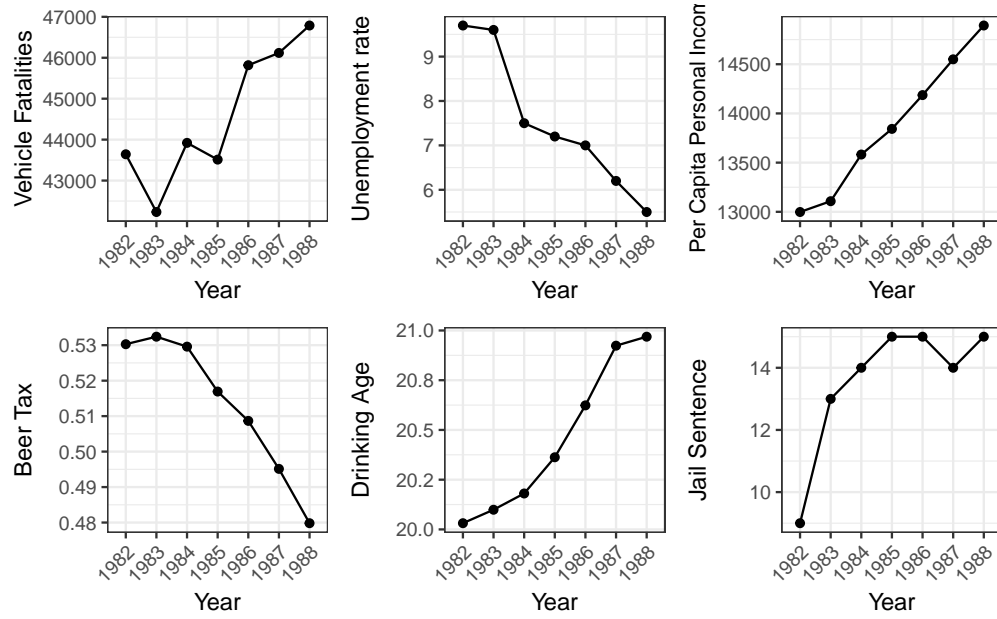 Vehicle Fatalities
47000
46000
45000
44000
43000
1982 1983 1984 1985 1986 1987 1988
Year
Unemployment rate
9
8
7
6
1982 1983 1984 1985 1986 1987 1988
Year
Per Capita Personal Incom
14500
14000
13500
13000
1982 1983 1984 1985 1986 1987 1988
Year
Beer Tax
0.53
0.52
0.51
0.50
0.49
0.48
1982 1983 1984 1985 1986 1987 1988
Year
Drinking Age
21.0
20.8
20.5
20.2
20.0
1982 1983 1984 1985 1986 1987 1988
Year
Jail Sentence
14
12
10
1982 1983 1984 1985 1986 1987 1988
Year